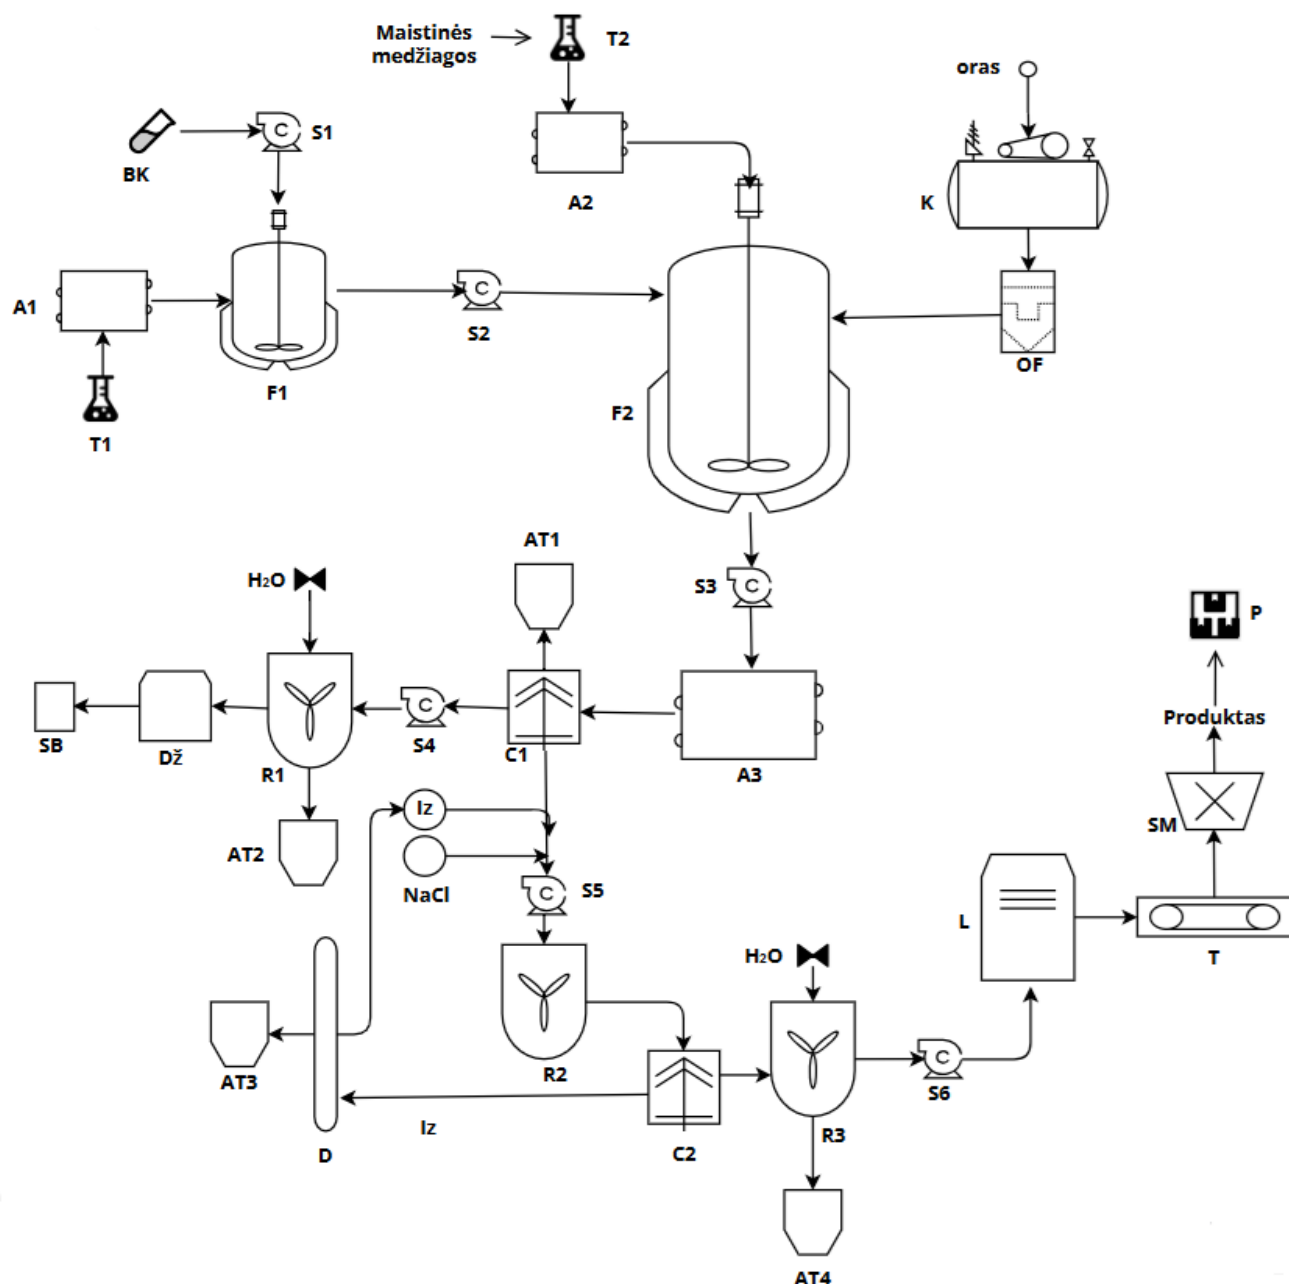 Maistinės
medžiagos
T2
oras
S1
BK
A2
K
A1
S2
OF
F1
F2
T1
AT1
H₂O
S3
P
Produktas
SB
Dž
R1
S4
C1
A3
Iz
SM
AT2
NaCl
S5
L
H₂O
T
AT3
R2
S6
Iz
R3
D
C2
AT4
C
C
C
C
C
C